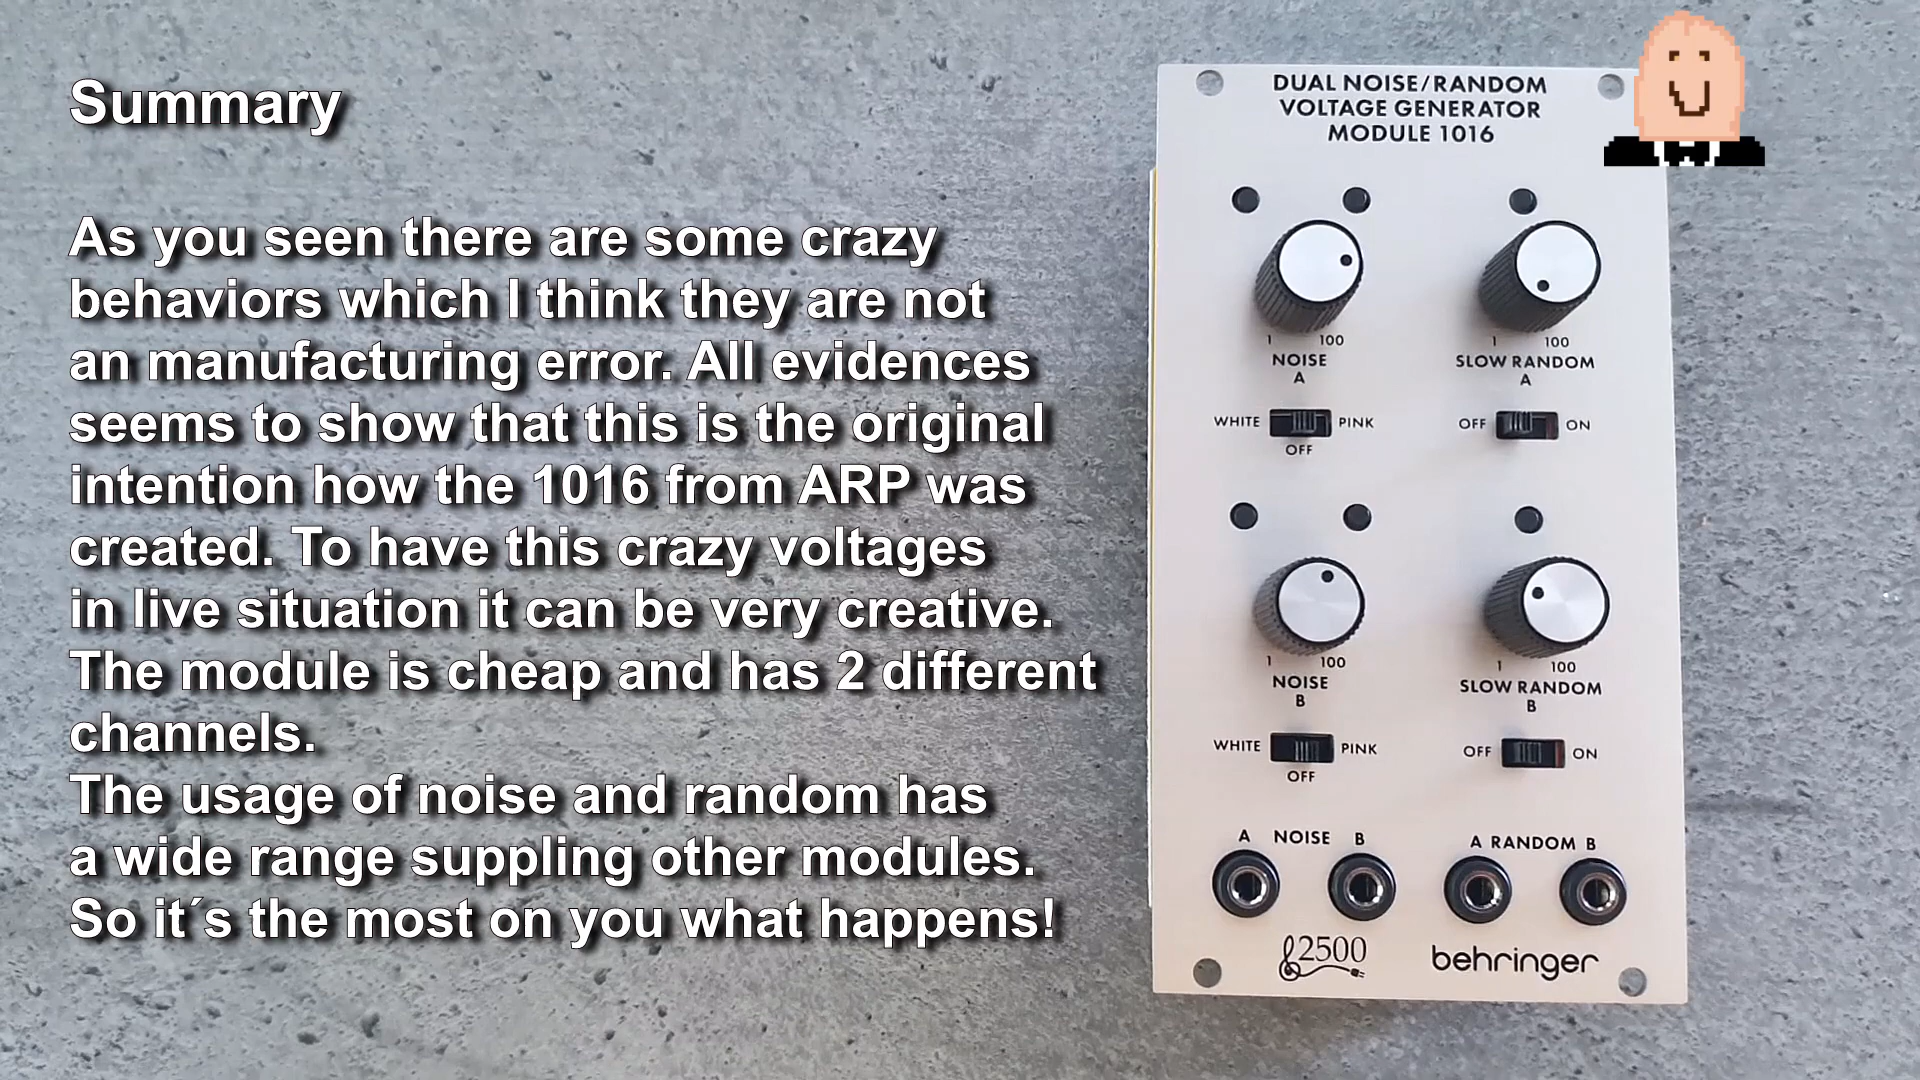 Summary
As you seen there are some crazy
behaviors which I think they are not
an manufacturing error. All evidences
seems to show that this is the original
intention how the 1016 from ARP was
created. To have this crazy voltages
in live situation it can be very creative.
The module is cheap and has 2 different
channels.
The usage of noise and random has
a wide range suppling other modules.
So it´s the most on you what happens!
DUAL NOISE/RANDOM
VOLTAGE GENERATOR
MODULE 1016
1 100
NOISE
A
1 100
SLOW RANDOM
A
WHITE PINK
OFF
OFF ON
1 100
NOISE
B
1 100
SLOW RANDOM
B
WHITE PINK
OFF
OFF ON
A NOISE B
A RANDOM B
2500
behringer